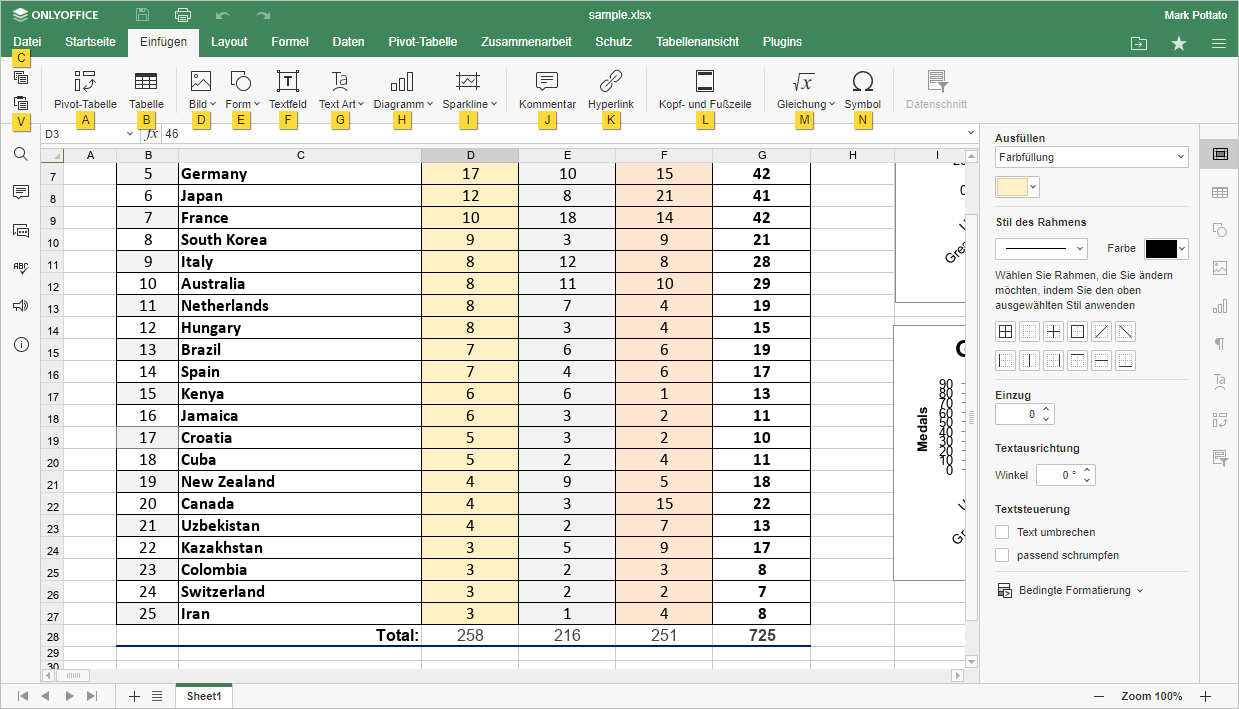 ONLYOFFICE
sample.xlsx
Mark Pottato
Datei Startseite Einfügen Layout Formel Daten Pivot-Tabelle Zusammenarbeit Schutz Tabellenansicht Plugins
C
Pivot-Tabelle Tabelle Bild Form Textfeld Text Art Diagramm Sparkline Kommentar Hyperlink Kopf- und Fußzeile Gleichung Symbol Datenschnitt
V A B D E F G H I J K L M N
D3 fx 46
A B C D E F G H I
7 5 Germany 17 10 15 42
8 6 Japan 12 8 21 41
9 7 France 10 18 14 42
10 8 South Korea 9 3 9 21
11 9 Italy 8 12 8 28
12 10 Australia 8 11 10 29
13 11 Netherlands 8 7 4 19
14 12 Hungary 8 3 4 15
15 13 Brazil 7 6 6 19
16 14 Spain 7 4 6 17
17 15 Kenya 6 6 1 13
18 16 Jamaica 6 3 2 11
19 17 Croatia 5 3 2 10
20 18 Cuba 5 2 4 11
21 19 New Zealand 4 9 5 18
22 20 Canada 4 3 15 22
23 21 Uzbekistan 4 2 7 13
24 22 Kazakhstan 3 5 9 17
25 23 Colombia 3 2 3 8
26 24 Switzerland 3 2 2 7
27 25 Iran 3 1 4 8
28 Total: 258 216 251 725
29
30
0
Medals
90
80
70
60
50
40
30
20
10
0
Ausfüllen
Farbfüllung
Stil des Rahmens
Farbe
Wählen Sie Rahmen, die Sie ändern
möchten, indem Sie den oben
ausgewählten Stil anwenden
Einzug
0
Textausrichtung
Winkel 0 °
Textsteuerung
Text umbrechen
passend schrumpfen
Bedingte Formatierung
Sheet1
Zoom 100%